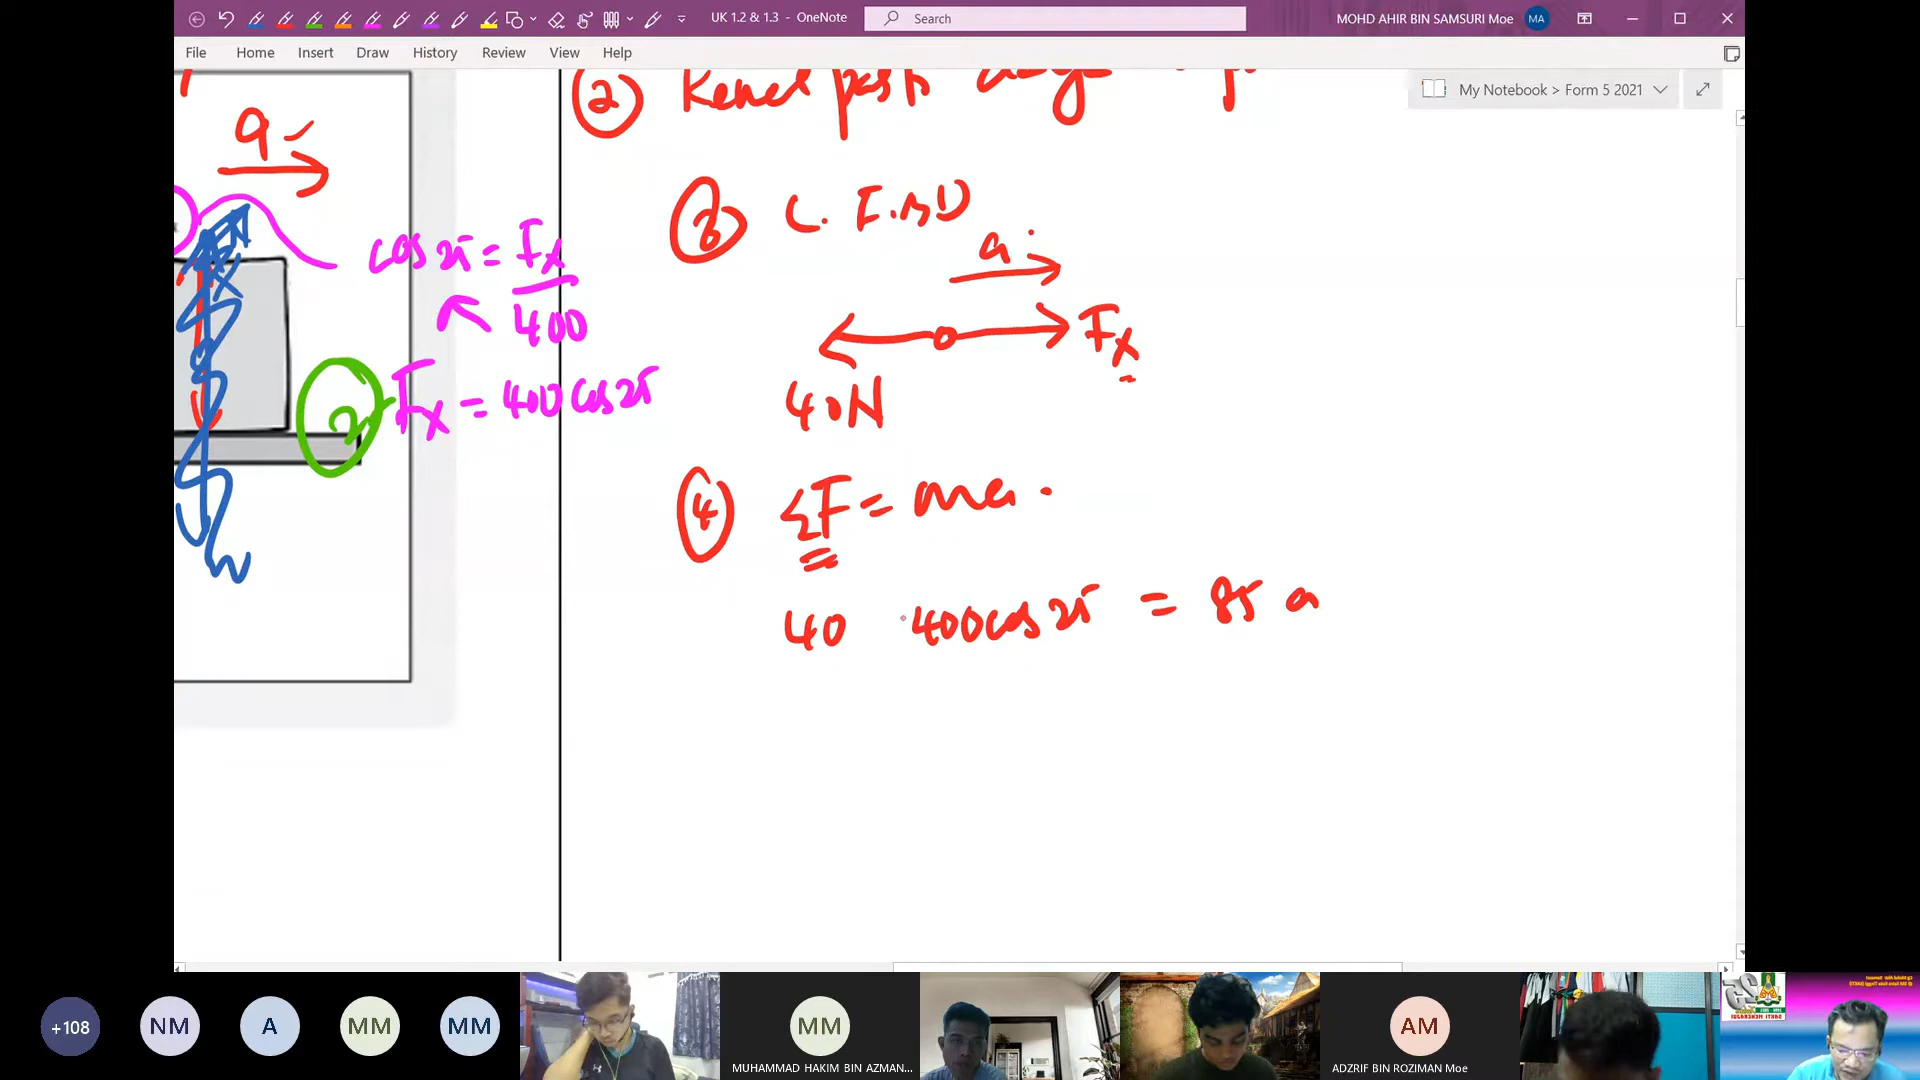 UK 1.2 & 1.3 - OneNote
Search
MOHD AHIR BIN SAMSURI Moe
MA
File Home Insert Draw History Review View Help
My Notebook > Form 5 2021
a
cos 25 = Fx
400
2 Fx = 400 cos 25
②
③ L. F.B.D
a
Fx
40N
④ ΣF = ma
40 400cos 25 = 85 a
+108
NM
A
MM
MM
MM
MUHAMMAD HAKIM BIN AZMAN...
AM
ADZRIF BIN ROZIMAN Moe